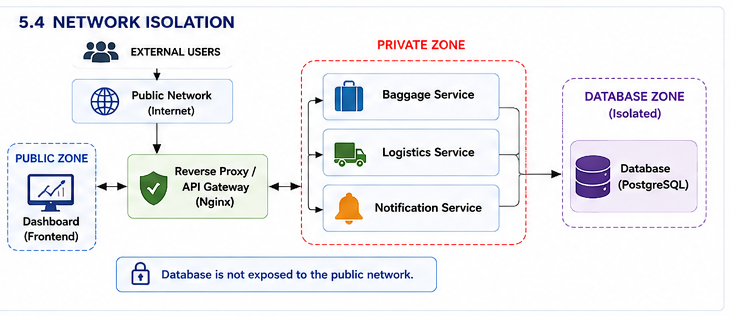 5.4 NETWORK ISOLATION
EXTERNAL USERS
Public Network
(Internet)
PUBLIC ZONE
Dashboard
(Frontend)
Reverse Proxy /
API Gateway
(Nginx)
PRIVATE ZONE
Baggage Service
Logistics Service
Notification Service
DATABASE ZONE
(Isolated)
Database
(PostgreSQL)
Database is not exposed to the public network.